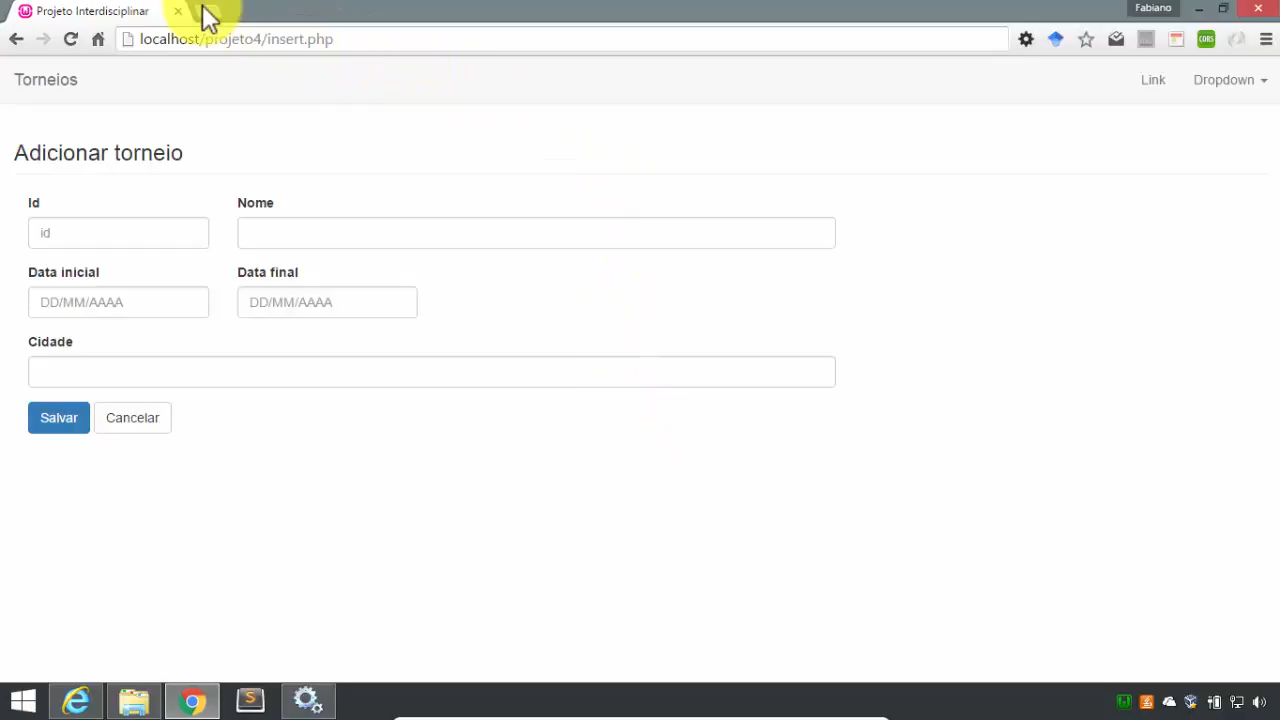 Projeto Interdisciplinar
Fabiano
localhost/projeto4/insert.php
CORS
Torneios
Link
Dropdown
Adicionar torneio
Id
Nome
id
Data inicial
Data final
DD/MM/AAAA
DD/MM/AAAA
Cidade
Salvar
Cancelar